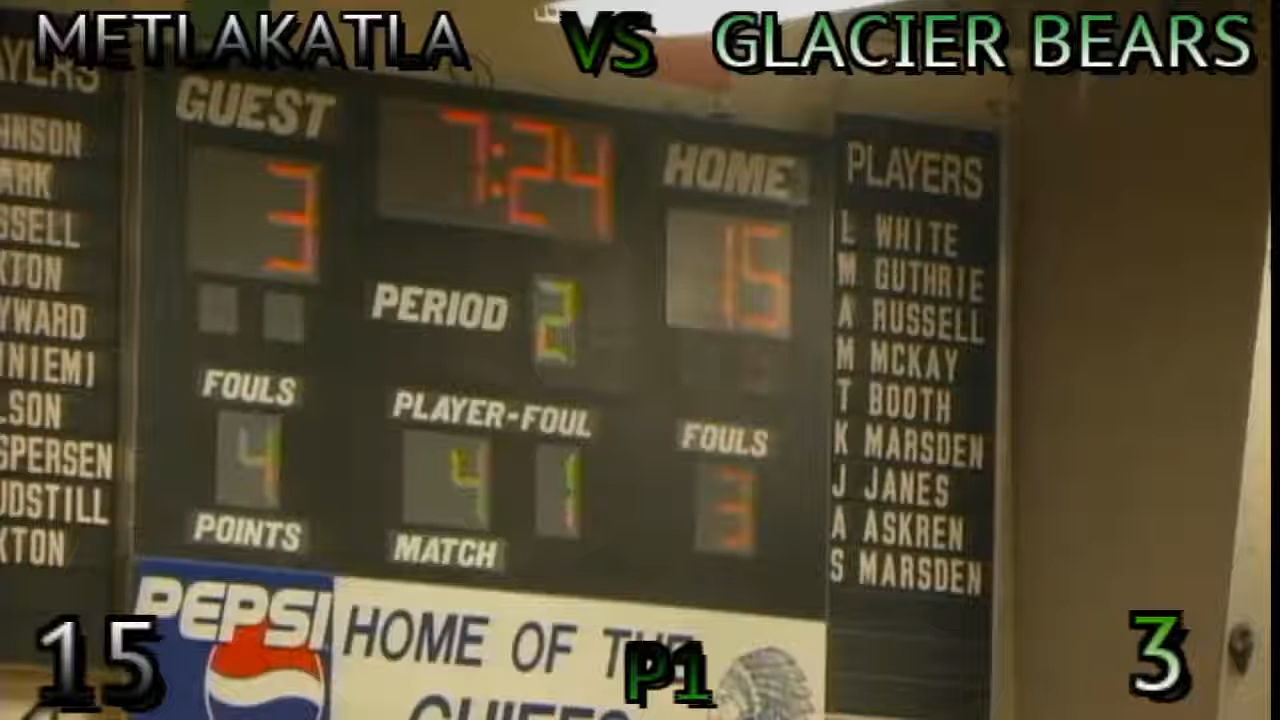 METLAKATLA VS GLACIER BEARS
GUEST
7:24
HOME
PLAYERS
3
15
L WHITE
M GUTHRIE
A RUSSELL
M MCKAY
T BOOTH
K MARSDEN
J JANES
A ASKREN
S MARSDEN
PERIOD 2
FOULS
PLAYER-FOUL
FOULS
4
4 1
3
POINTS
MATCH
PEPSI
HOME OF THE
CHIEFS
15
P1
3